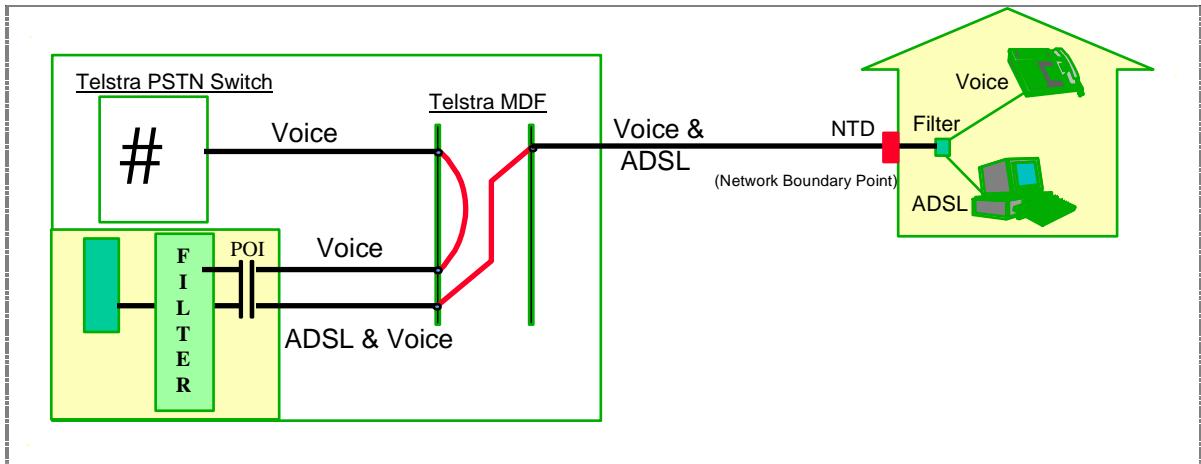 Telstra PSTN Switch
#
Voice
Telstra MDF
Voice &
ADSL
NTD
(Network Boundary Point)
Filter
Voice
ADSL
FILTER
POI
Voice
ADSL & Voice